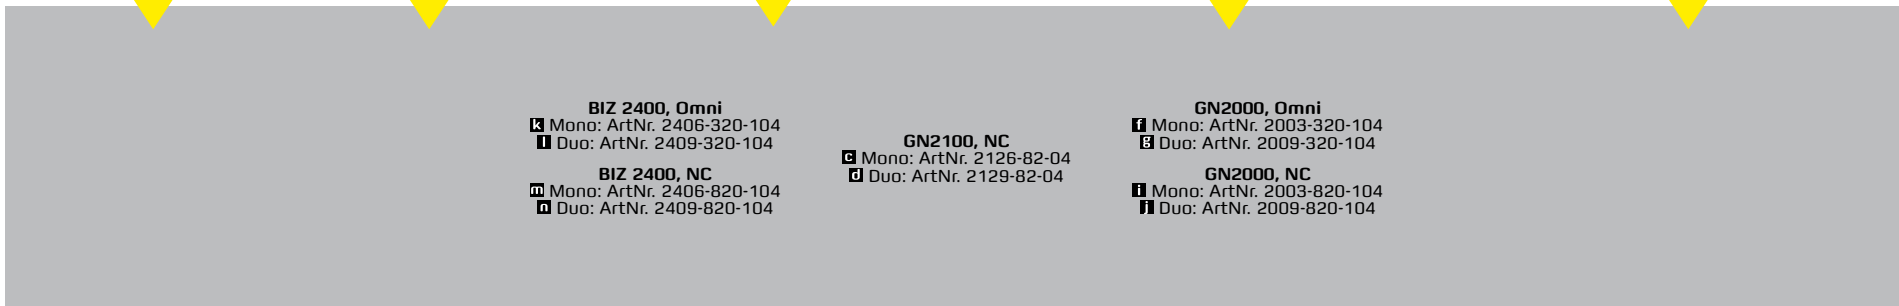 BIZ 2400, Omni
k Mono: ArtNr. 2406-320-104
l Duo: ArtNr. 2409-320-104
BIZ 2400, NC
m Mono: ArtNr. 2406-820-104
n Duo: ArtNr. 2409-820-104
GN2100, NC
c Mono: ArtNr. 2126-82-04
d Duo: ArtNr. 2129-82-04
GN2000, Omni
f Mono: ArtNr. 2003-320-104
g Duo: ArtNr. 2009-320-104
GN2000, NC
i Mono: ArtNr. 2003-820-104
j Duo: ArtNr. 2009-820-104